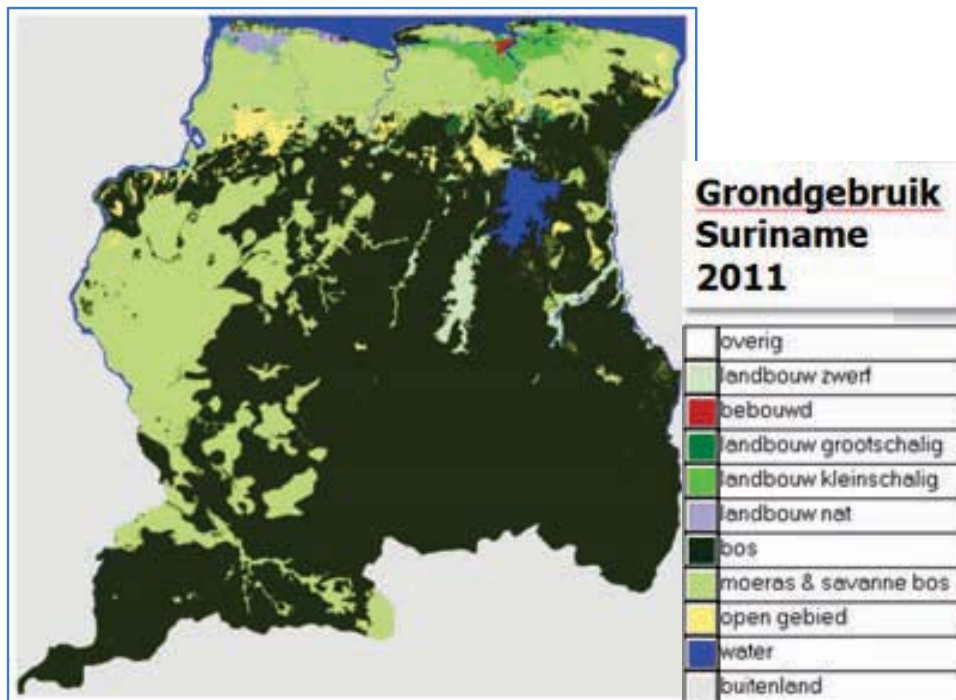 Grondgebruik
Suriname
2011
overig
landbouw zwerf
bebouwd
landbouw grootschalig
landbouw kleinschalig
landbouw nat
bos
moeras & savanne bos
open gebied
water
buitenland